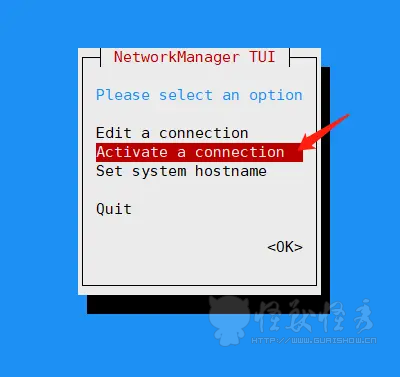 NetworkManager TUI
Please select an option
Edit a connection
Activate a connection
Set system hostname
Quit
<OK>
怪兽怪秀
HTTP://WWW.GUAISHOW.CN